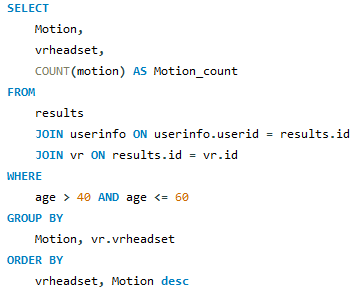 SELECT
Motion,
vrheadset,
COUNT(motion) AS Motion_count
FROM
results
JOIN userinfo ON userinfo.userid = results.id
JOIN vr ON results.id = vr.id
WHERE
age > 40 AND age <= 60
GROUP BY
Motion, vr.vrheadset
ORDER BY
vrheadset, Motion desc